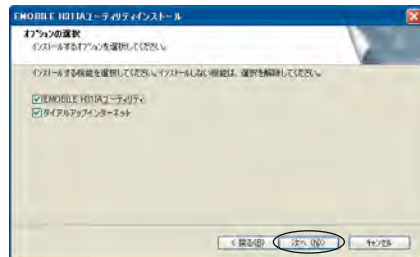 EMOBILE H31IAユーティリティインストール
オプションの選択
インストールするオプションを選択してください。
インストールする機能を選択してください。インストールしない機能は、選択を解除してください。
EMOBILE H31IAユーティリティ
ダイアルアップインターネット
< 戻る(B)
次へ (N)>
キャンセル